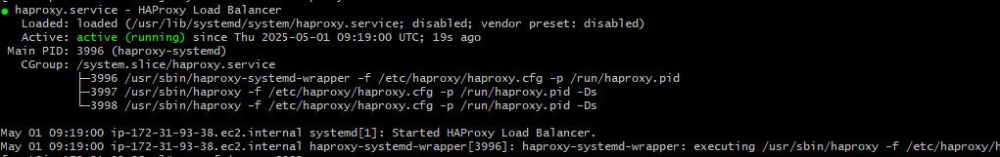 ● haproxy.service - HAProxy Load Balancer
Loaded: loaded (/usr/lib/systemd/system/haproxy.service; disabled; vendor preset: disabled)
Active: active (running) since Thu 2025-05-01 09:19:00 UTC; 19s ago
Main PID: 3996 (haproxy-systemd)
CGroup: /system.slice/haproxy.service
├─3996 /usr/sbin/haproxy-systemd-wrapper -f /etc/haproxy/haproxy.cfg -p /run/haproxy.pid
├─3997 /usr/sbin/haproxy -f /etc/haproxy/haproxy.cfg -p /run/haproxy.pid -Ds
└─3998 /usr/sbin/haproxy -f /etc/haproxy/haproxy.cfg -p /run/haproxy.pid -Ds
May 01 09:19:00 ip-172-31-93-38.ec2.internal systemd[1]: Started HAProxy Load Balancer.
May 01 09:19:00 ip-172-31-93-38.ec2.internal haproxy-systemd-wrapper[3996]: haproxy-systemd-wrapper: executing /usr/sbin/haproxy -f /etc/haproxy/h